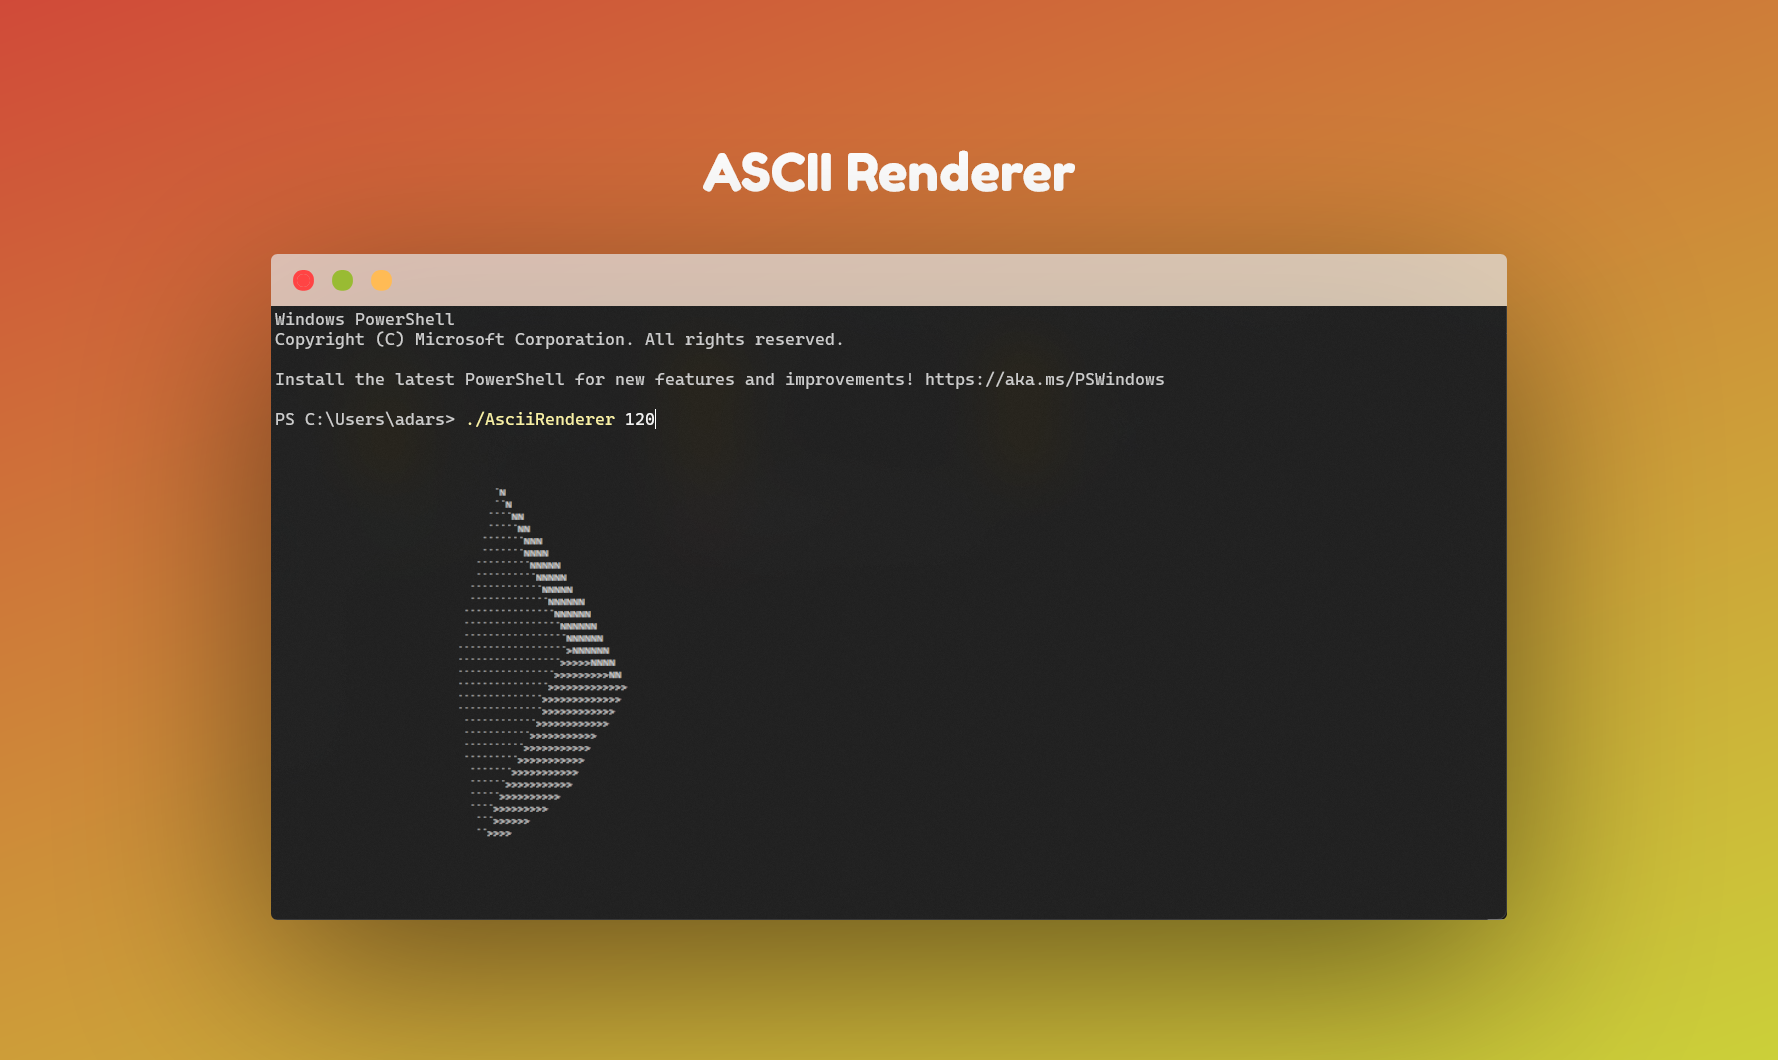 ASCII Renderer
Windows PowerShell
Copyright (C) Microsoft Corporation. All rights reserved.
Install the latest PowerShell for new features and improvements! https://aka.ms/PSWindows
PS C:\Users\adars> ./AsciiRenderer 120